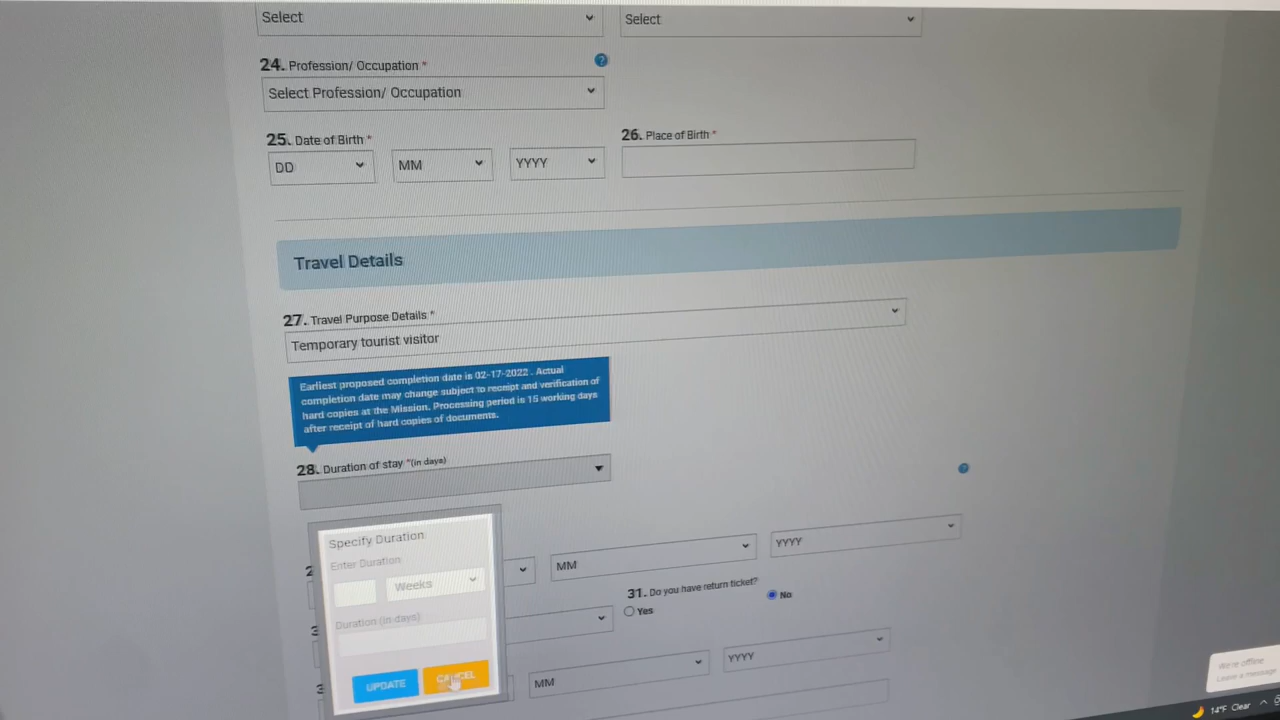 Select Select
24. Profession/ Occupation *
Select Profession/ Occupation
25. Date of Birth * 26. Place of Birth *
DD MM YYYY
Travel Details
27. Travel Purpose Details *
Temporary tourist visitor
Earliest proposed completion date is 02-17-2022 . Actual
completion date may change subject to receipt and verification of
hard copies at the Mission. Processing period is 15 working days
after receipt of hard copies of documents.
28. Duration of stay *(in days)
Specify Duration
Enter Duration
Weeks
Duration (in days)
UPDATE CANCEL
MM YYYY
31. Do you have return ticket?
Yes No
MM YYYY
We're offline
Leave a message
14°F Clear